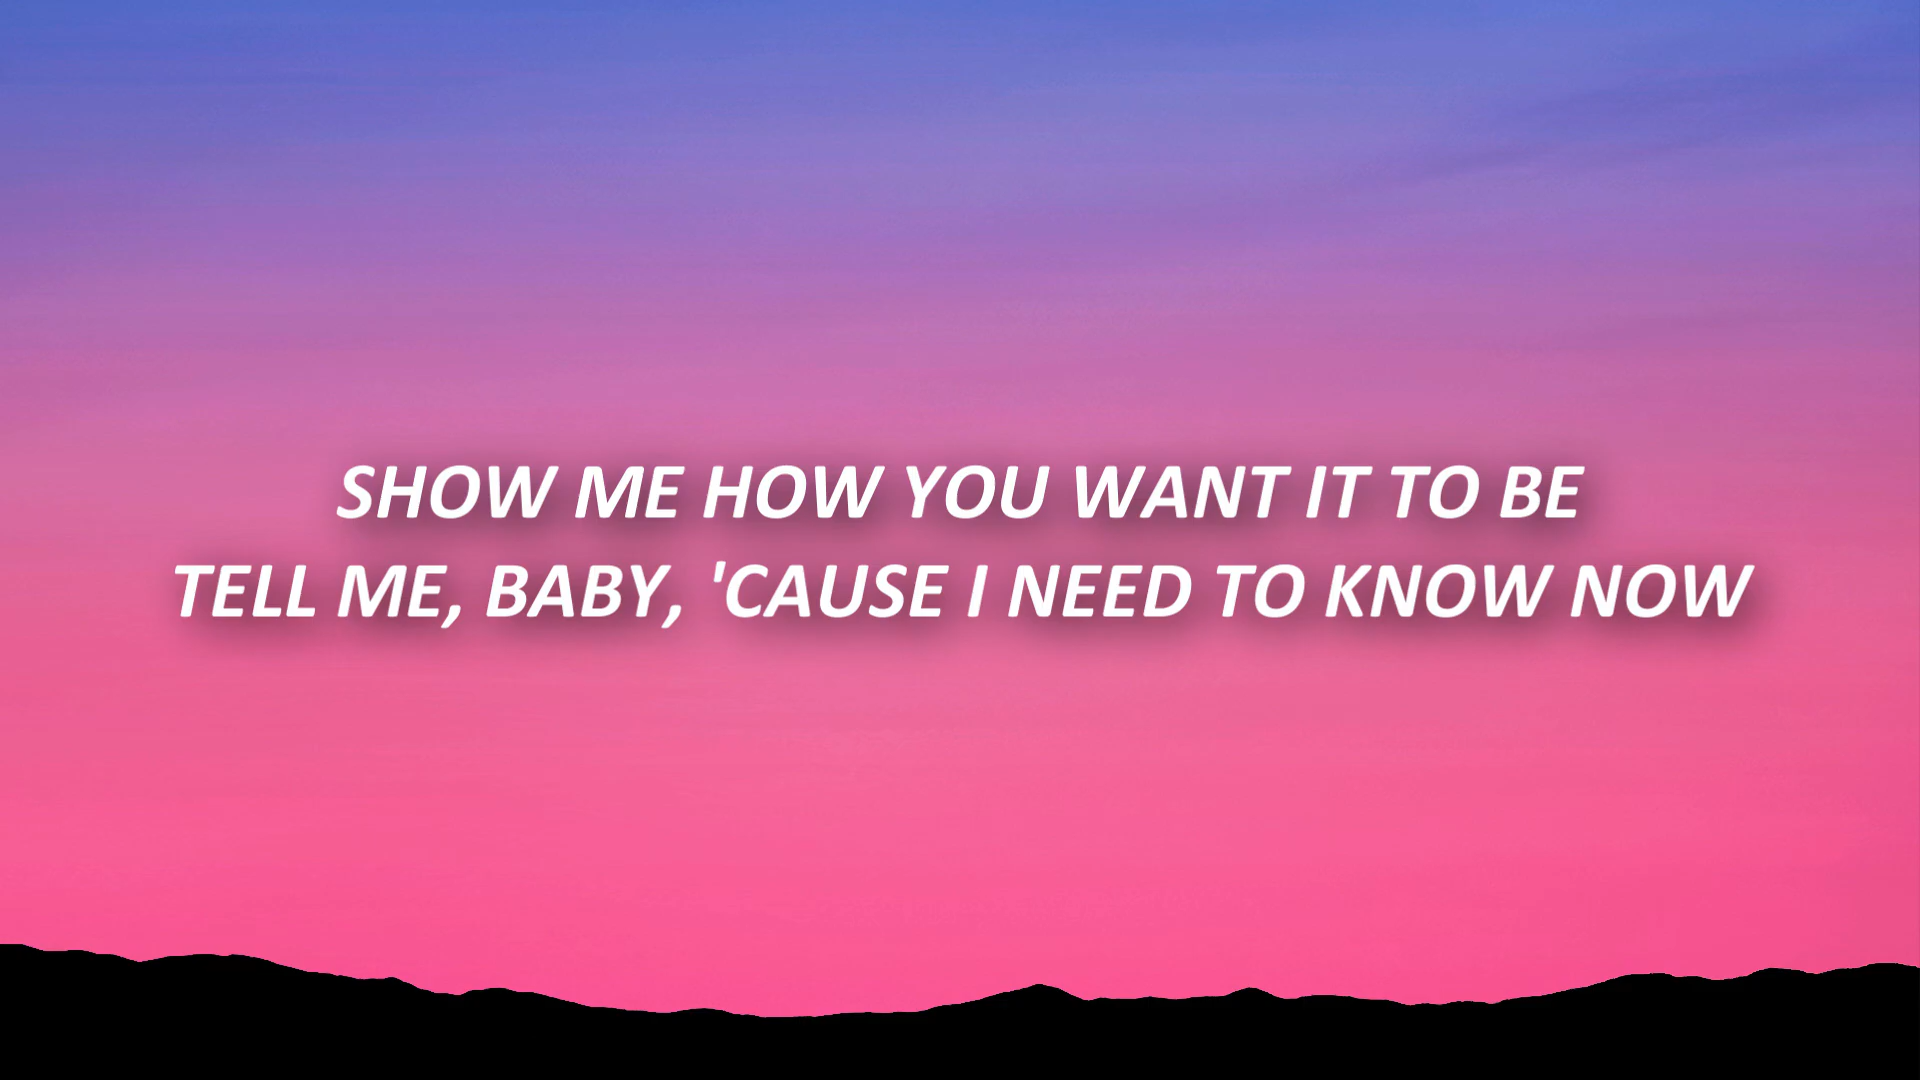 SHOW ME HOW YOU WANT IT TO BE
TELL ME, BABY, 'CAUSE I NEED TO KNOW NOW